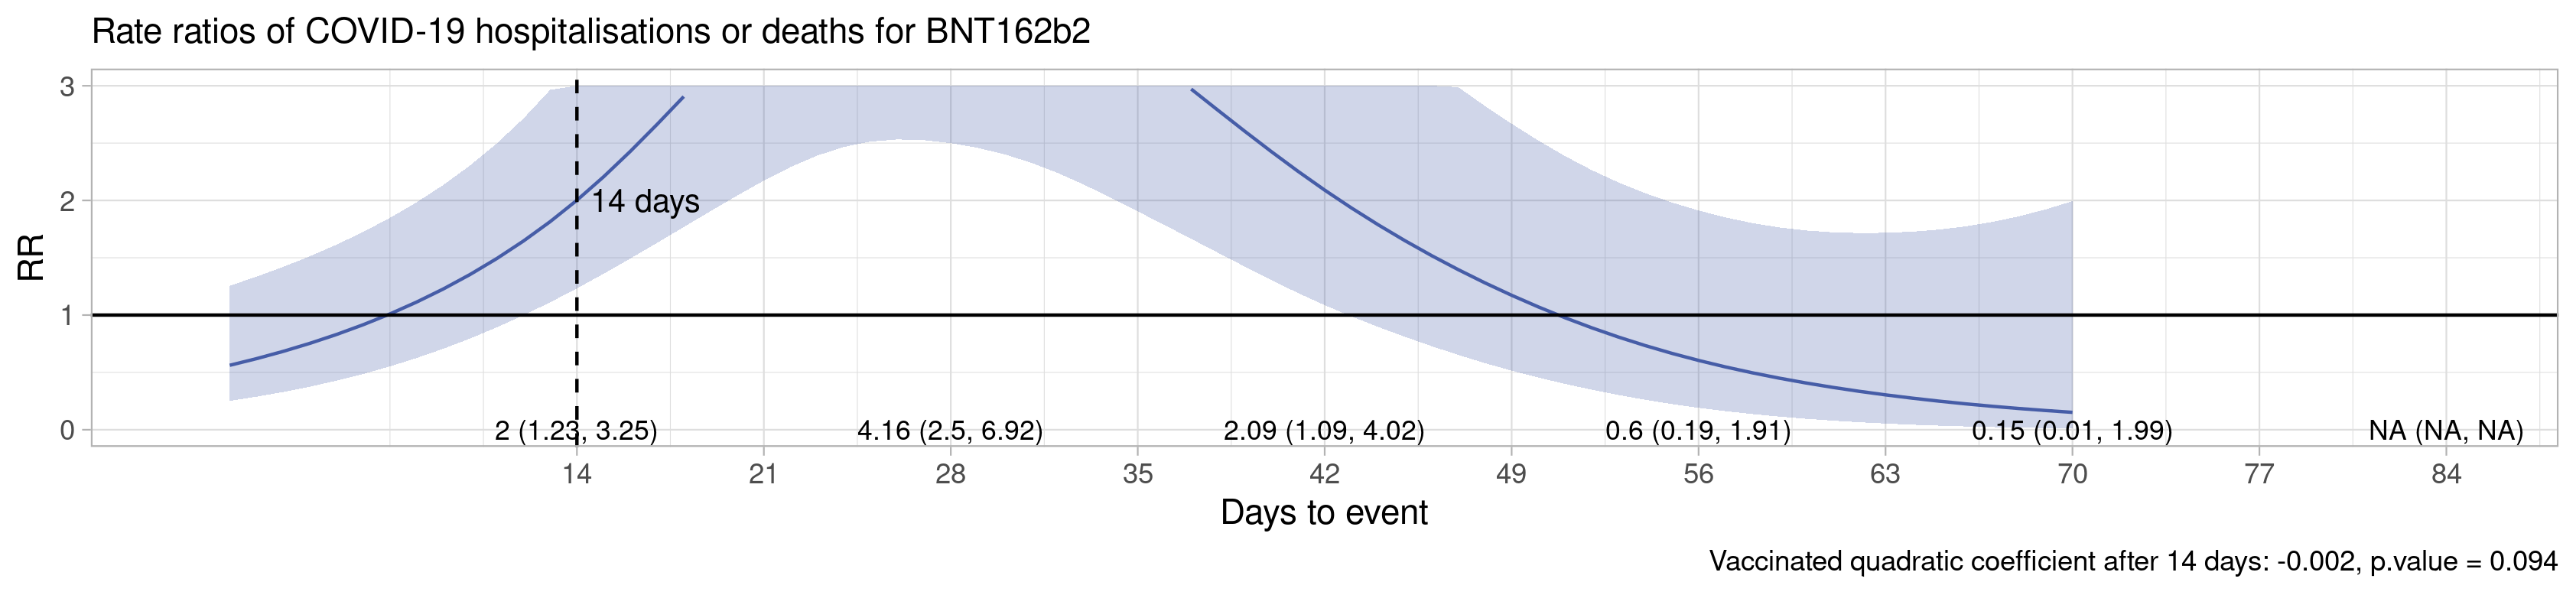 Rate ratios of COVID-19 hospitalisations or deaths for BNT162b2
3
2
1
0
RR
14 days
2 (1.23, 3.25) 4.16 (2.5, 6.92) 2.09 (1.09, 4.02) 0.6 (0.19, 1.91) 0.15 (0.01, 1.99) NA (NA, NA)
14 21 28 35 42 49 56 63 70 77 84
Days to event
Vaccinated quadratic coefficient after 14 days: -0.002, p.value = 0.094